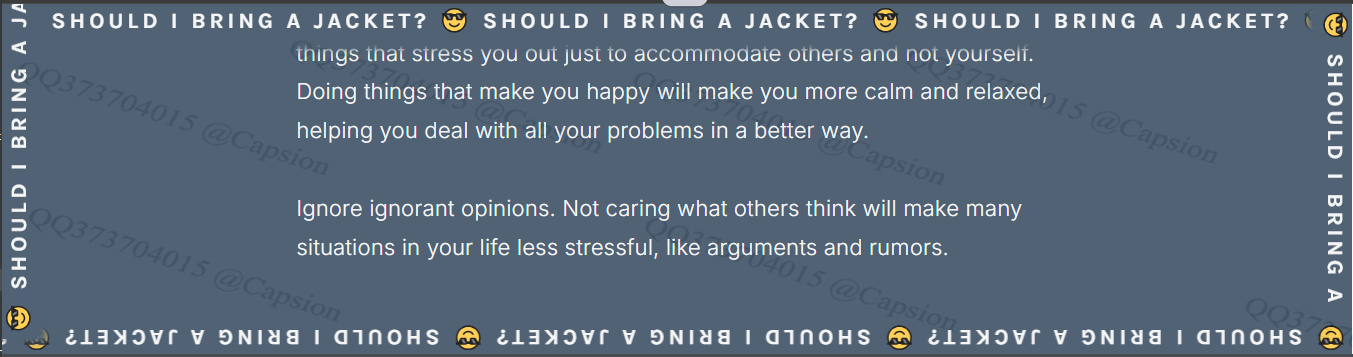 SHOULD I BRING A JACKET? 😎 SHOULD I BRING A JACKET? 😎 SHOULD I BRING A JACKET?
things that stress you out just to accommodate others and not yourself.
Doing things that make you happy will make you more calm and relaxed,
helping you deal with all your problems in a better way.
Ignore ignorant opinions. Not caring what others think will make many
situations in your life less stressful, like arguments and rumors.
SHOULD I BRING A
SHOULD I BRING A JACKET? 😎 SHOULD I BRING A JACKET? 😎 SHOULD I BRING A JACKET?
SHOULD I BRING A JA
QQ373704015 @Capsion
QQ373704015 @Capsion
QQ373704015 @Capsion
QQ373704015 @Capsion
QQ373704015 @Capsion
QQ373704015 @Capsion